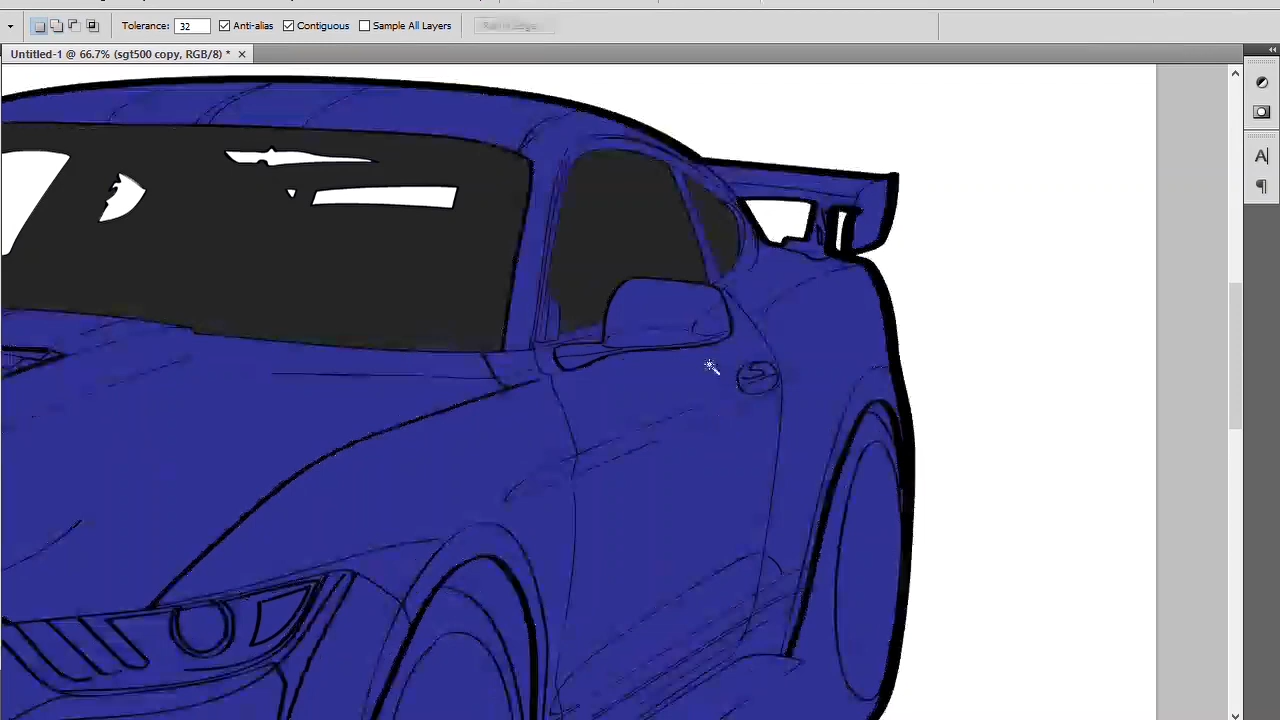 Tolerance: 32 Anti-alias Contiguous Sample All Layers
Untitled-1 @ 66.7% (sgt500 copy, RGB/8) * ×
A
S